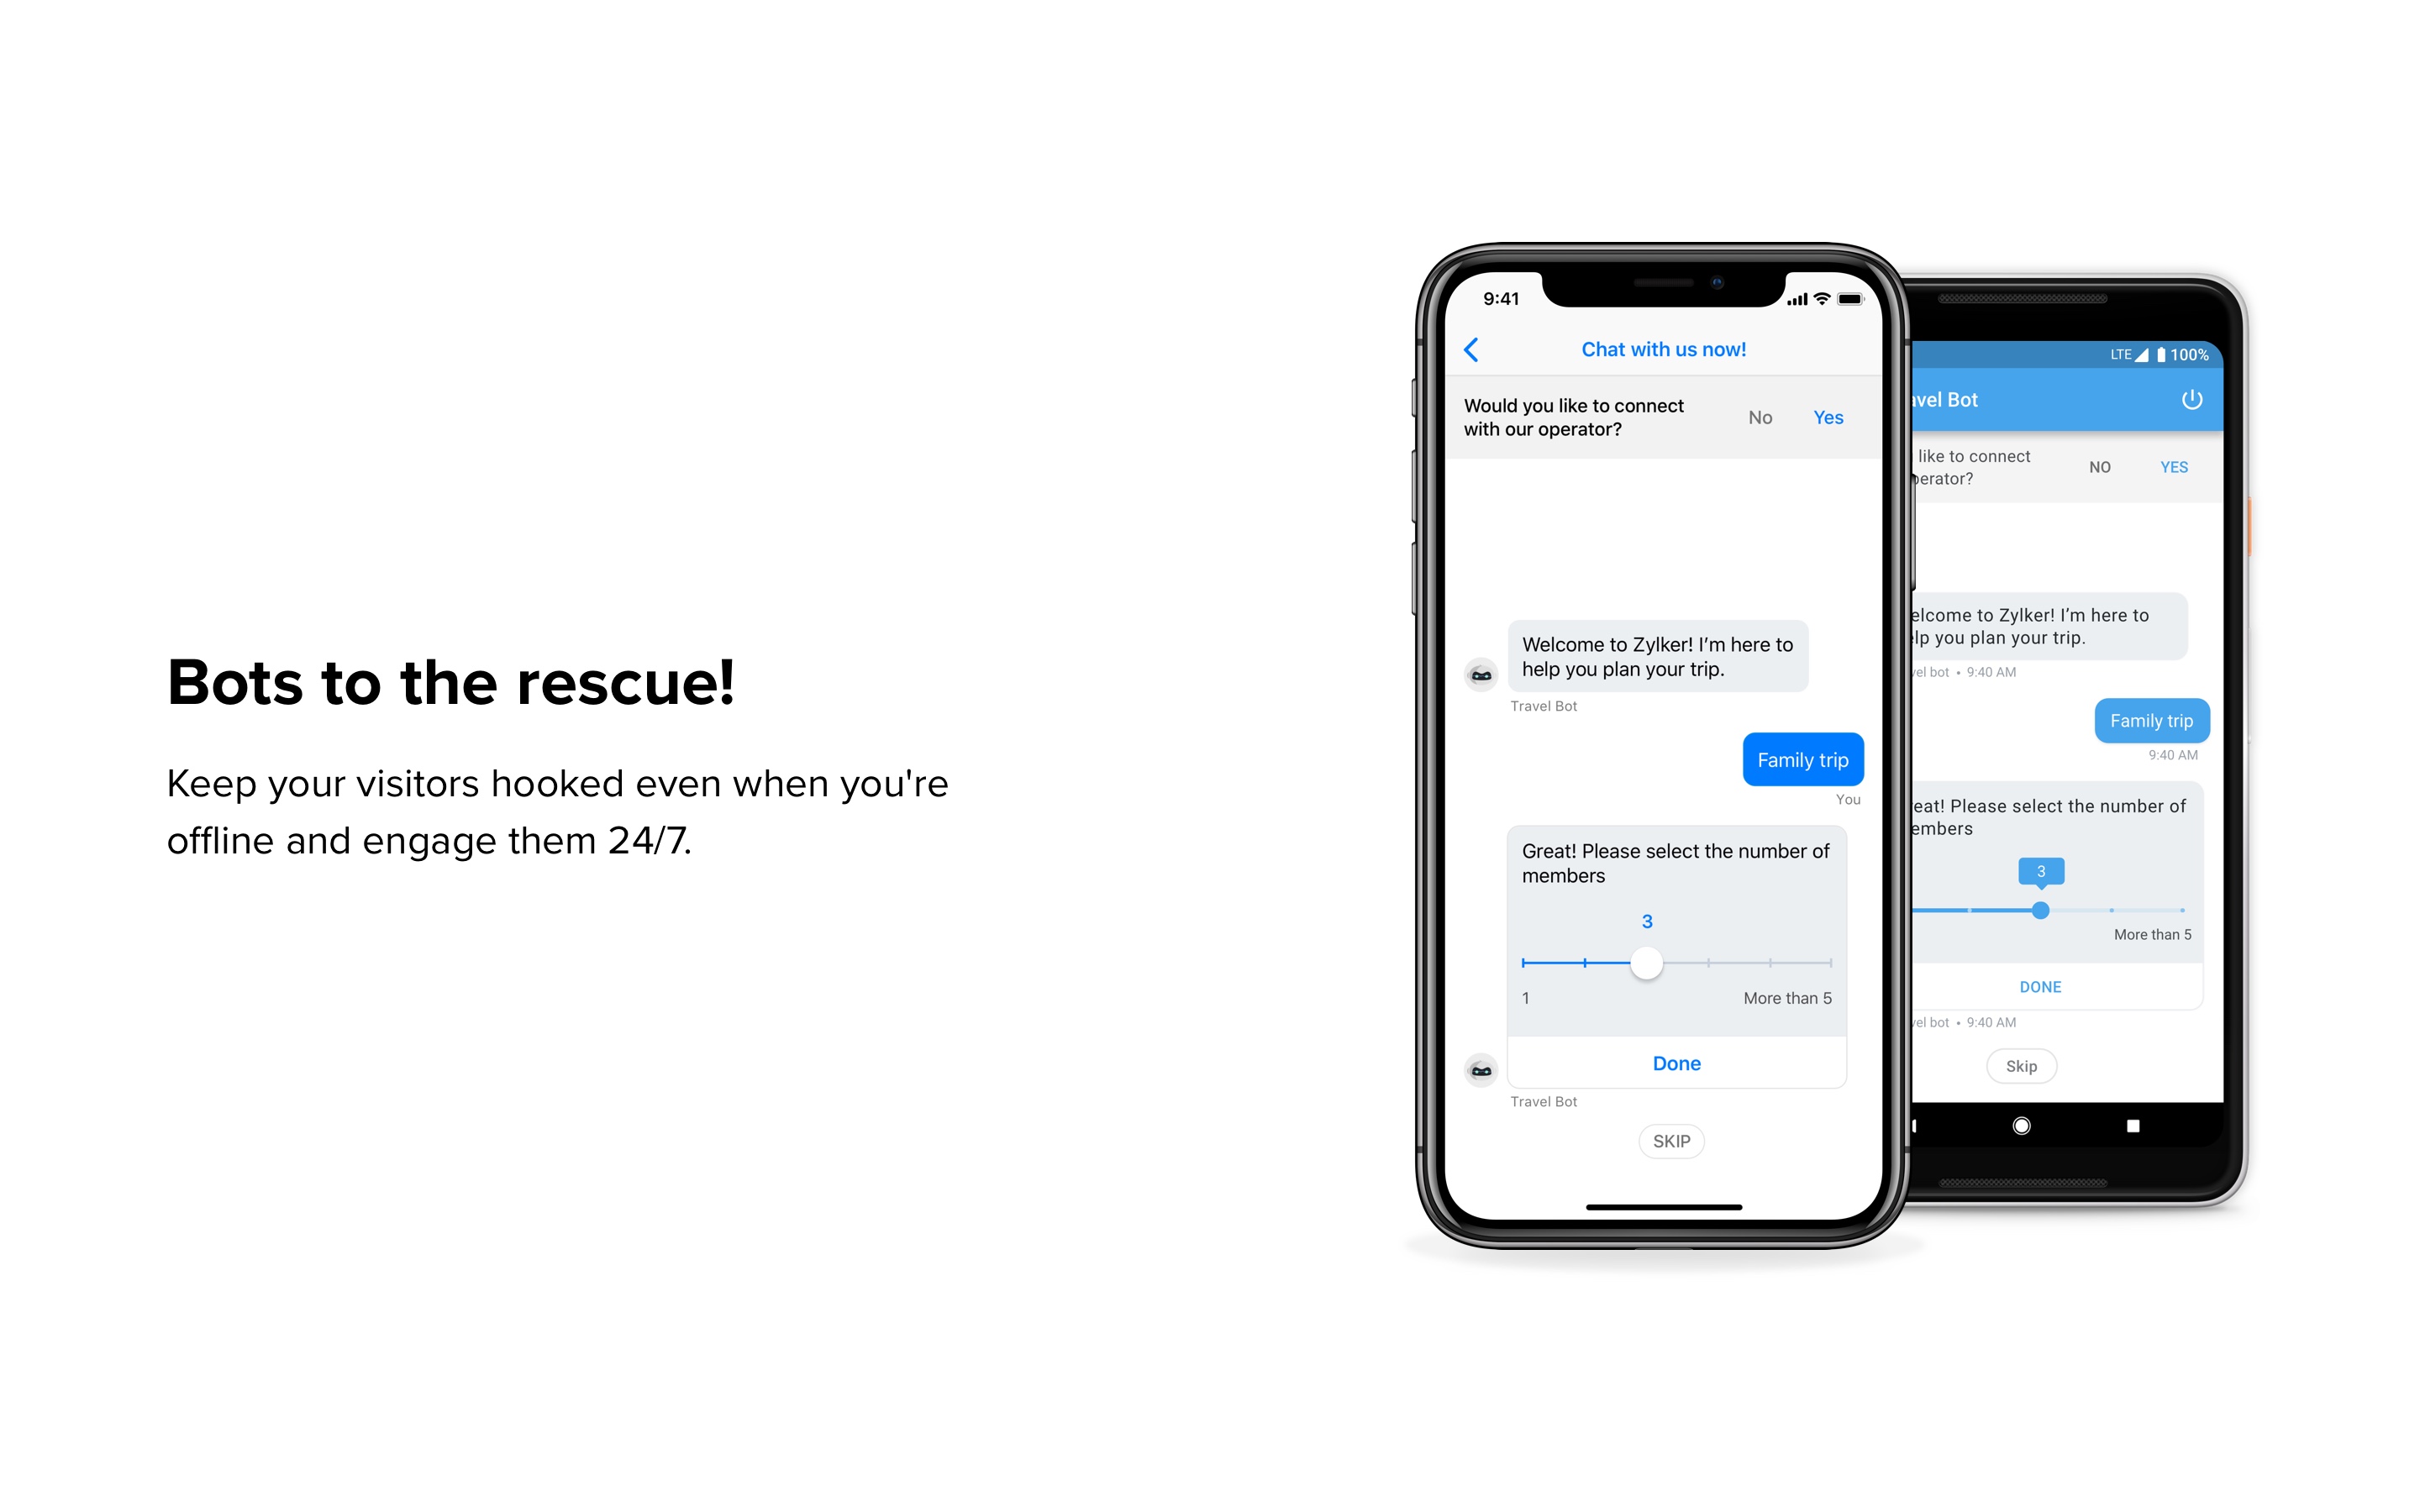 Bots to the rescue!
Keep your visitors hooked even when you're
offline and engage them 24/7.
9:41
Chat with us now!
Would you like to connect
with our operator?
No
Yes
Welcome to Zylker! I’m here to
help you plan your trip.
Travel Bot
Family trip
You
Great! Please select the number of
members
3
1
More than 5
Done
Travel Bot
SKIP
LTE 100%
avel Bot
like to connect
perator?
NO
YES
elcome to Zylker! I’m here to
lp you plan your trip.
vel bot • 9:40 AM
Family trip
9:40 AM
eat! Please select the number of
embers
3
More than 5
DONE
vel bot • 9:40 AM
Skip